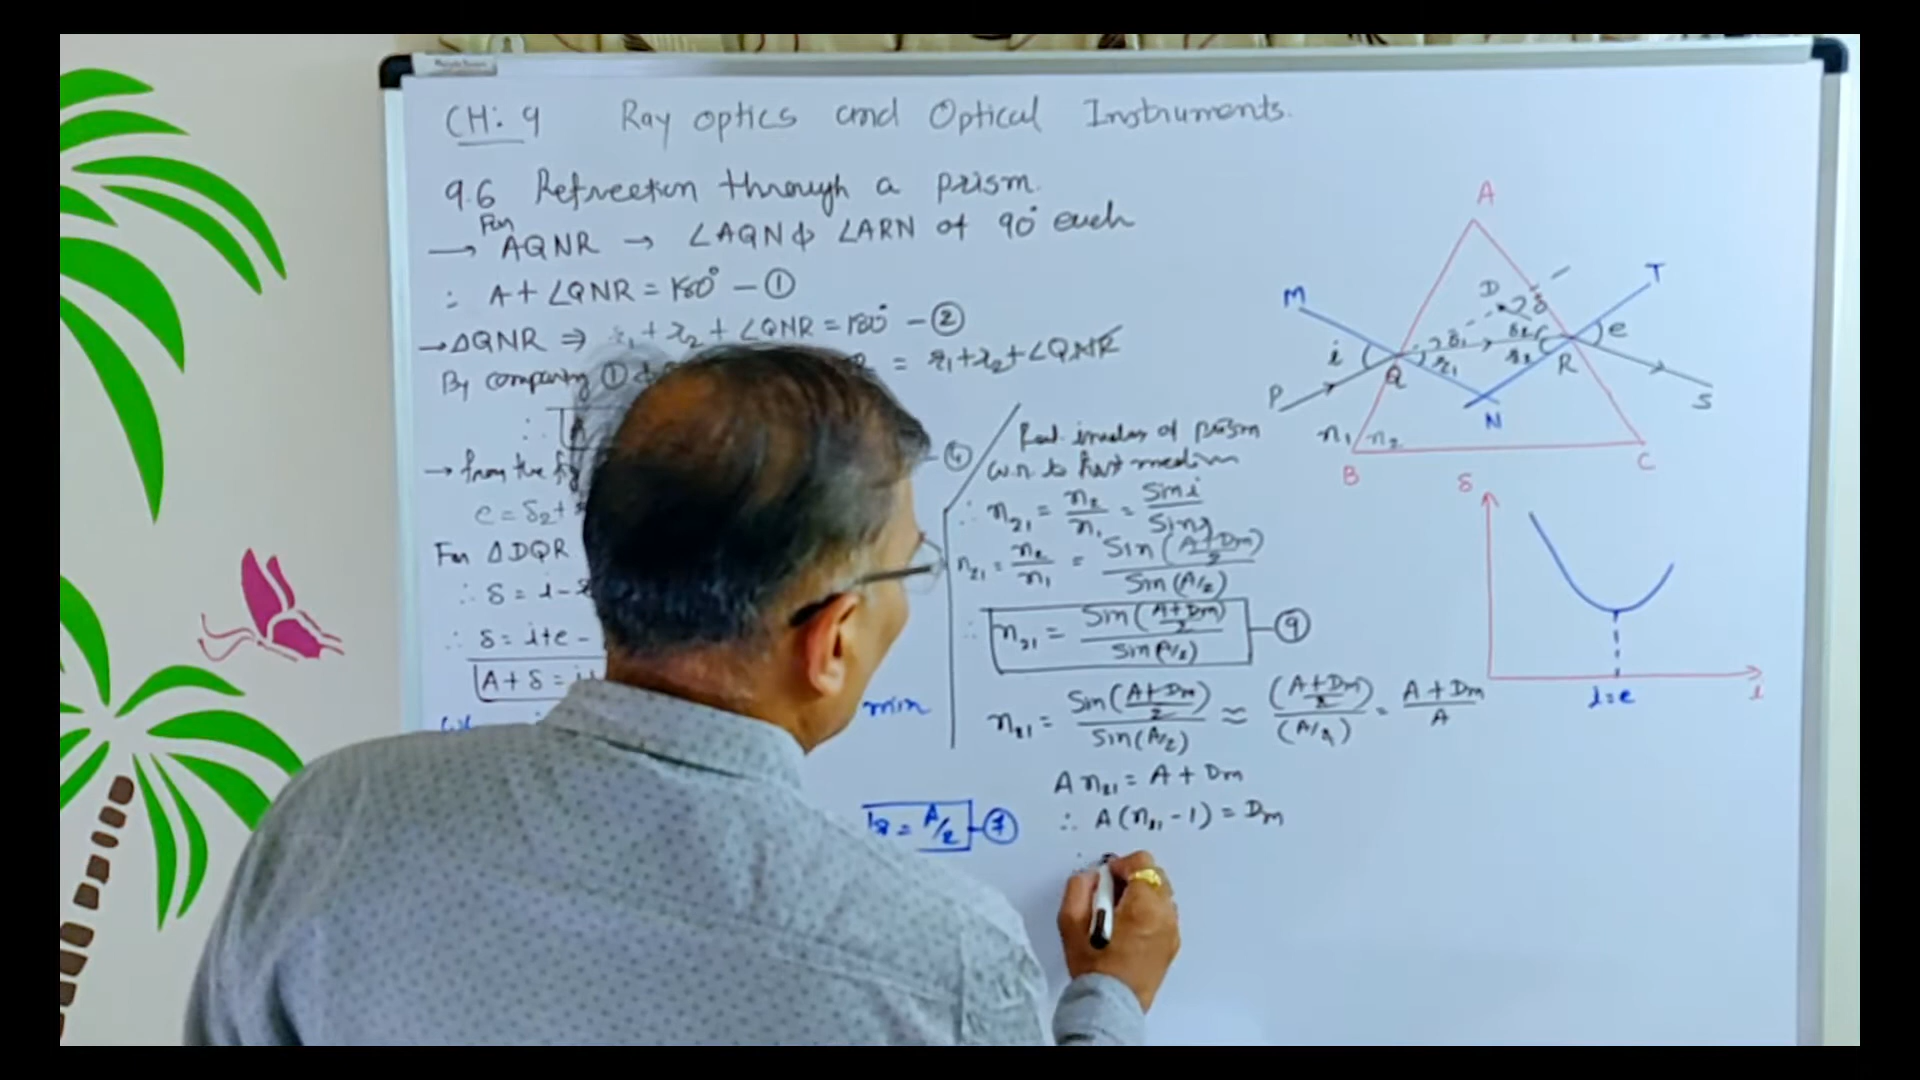 CH: 9 Ray optics and Optical Instruments.
9.6 Refraction through a prism.
For
→ AQNR → ∠AQN & ∠ARN of 90° each
∴ A + ∠QNR = 180° — ①
→ ΔQNR ⇒ r₁ + r₂ + ∠QNR = 180° — ②
By comparing ① &
= r₁ + r₂ + ∠QNR
∴ A
→ from the fig
e = δ₂ +
For ΔDQR
∴ δ = i -
∴ δ = i+e -
A + δ = i+
min
= A/2 — ⑦
of prism
w.r. to first medium
∴ n₂₁ = n₂/n₁ = Sin i / Sin r
n₂₁ = n₂/n₁ = Sin((A+Dm)/2) / Sin(A/2)
∴ n₂₁ = Sin((A+Dm)/2) / Sin(A/2) — ⑨
n₂₁ = Sin((A+Dm)/2) / Sin(A/2) ≈ ((A+Dm)/2) / (A/2) = (A + Dm) / A
A n₂₁ = A + Dm
∴ A(n₂₁ - 1) = Dm
A
M
T
D
δ
δ₁
δ₂
i
e
Q
r₁
r₂
R
P
S
N
n₁
n₂
B
C
δ
i=e
i